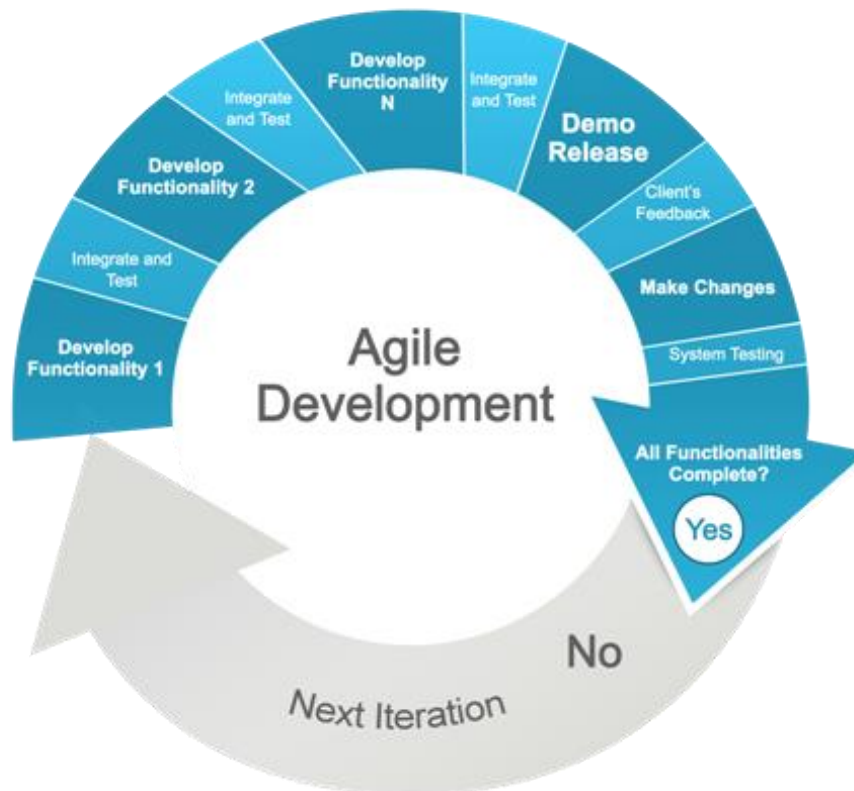 Develop
Functionality 1
Integrate and
Test
Develop
Functionality 2
Integrate
and Test
Develop
Functionality
N
Integrate
and Test
Demo
Release
Client's
Feedback
Make Changes
System Testing
All Functionalities
Complete?
Yes
No
Next Iteration
Agile
Development